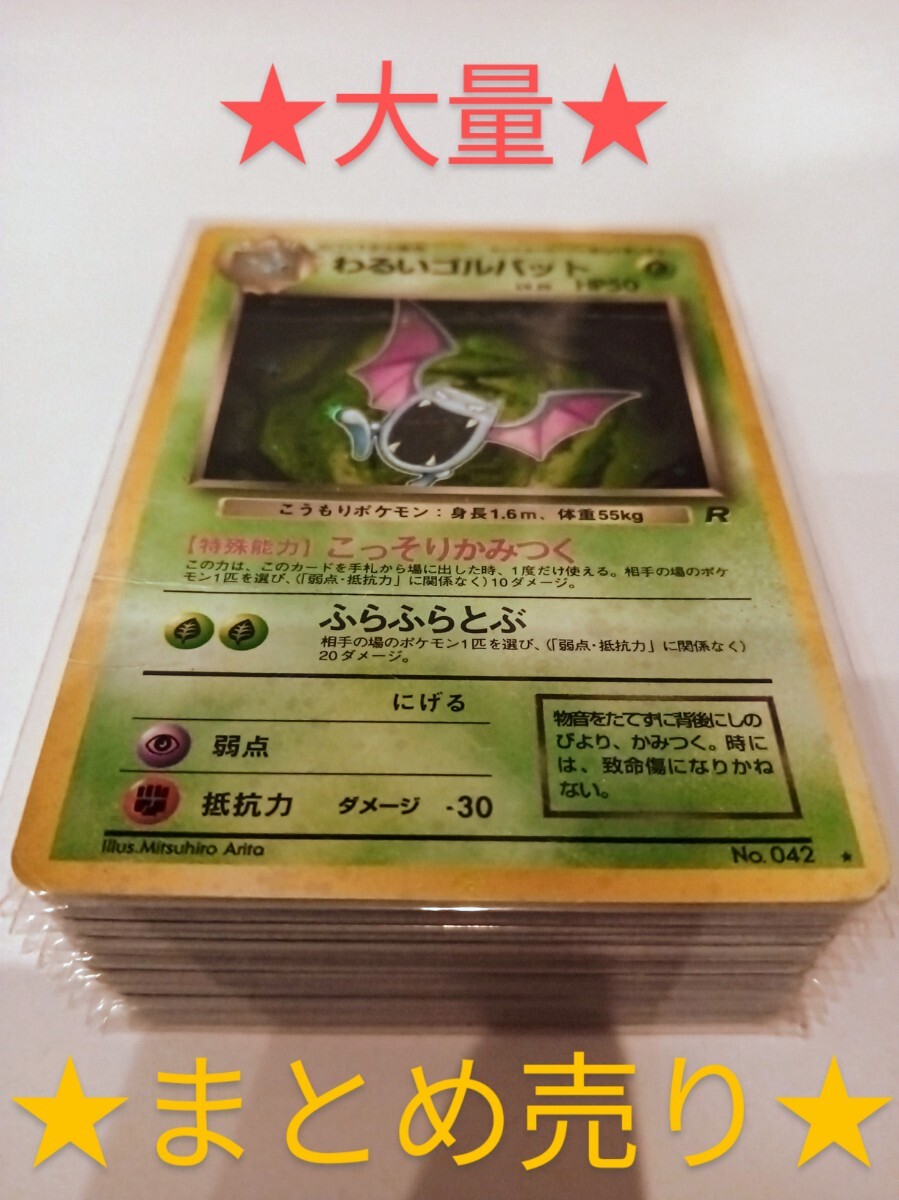 ★大量★
わるいゴルバット
HP50
こうもりポケモン：身長1.6m、体重55kg
R
【特殊能力】こっそりかみつく
この力は、このカードを手札から場に出した時、1度だけ使える。相手の場のポケ
モン1匹を選び、（「弱点・抵抗力」に関係なく）10ダメージ。
ふらふらとぶ
相手の場のポケモン1匹を選び、（「弱点・抵抗力」に関係なく）
20ダメージ。
にげる
弱点
抵抗力 ダメージ -30
物音をたてずに背後にしの
びより、かみつく。時に
は、致命傷になりかね
ない。
Illus.Mitsuhiro Arita
No.042 ★
★まとめ売り★